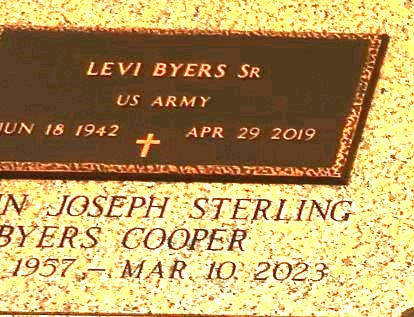 LEVI BYERS SR
US ARMY
JUN 18 1942 APR 29 2019
JOSEPH STERLING
BYERS COOPER
1957 – MAR. 10. 2023